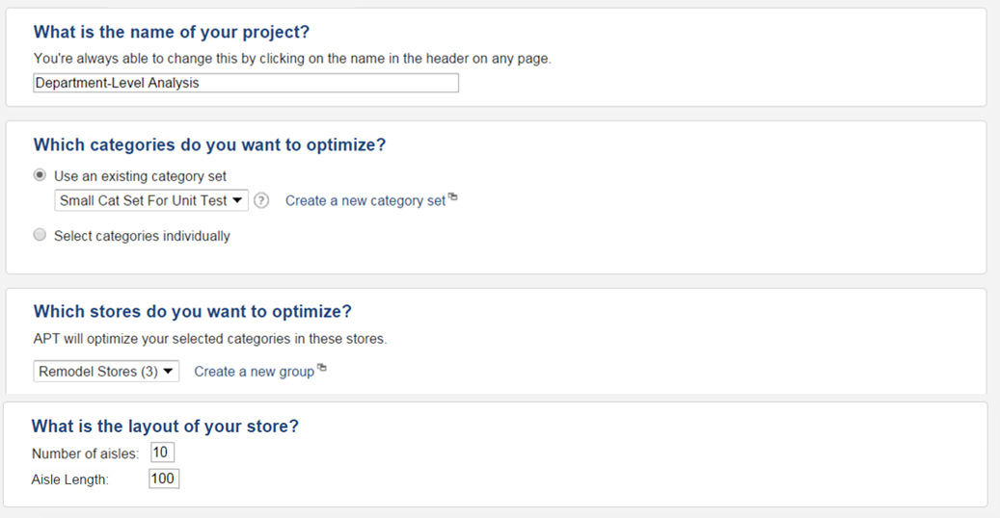 What is the name of your project?
You're always able to change this by clicking on the name in the header on any page.
Department-Level Analysis
Which categories do you want to optimize?
Use an existing category set
Small Cat Set For Unit Test ? Create a new category set
Select categories individually
Which stores do you want to optimize?
APT will optimize your selected categories in these stores.
Remodel Stores (3) Create a new group
What is the layout of your store?
Number of aisles: 10
Aisle Length: 100